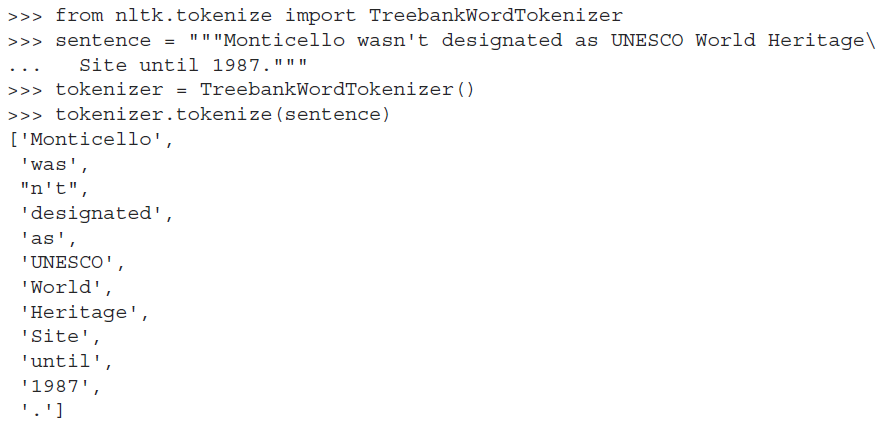 >>> from nltk.tokenize import TreebankWordTokenizer
>>> sentence = """Monticello wasn't designated as UNESCO World Heritage\
...   Site until 1987."""
>>> tokenizer = TreebankWordTokenizer()
>>> tokenizer.tokenize(sentence)
['Monticello',
 'was',
 "n't",
 'designated',
 'as',
 'UNESCO',
 'World',
 'Heritage',
 'Site',
 'until',
 '1987',
 '.']